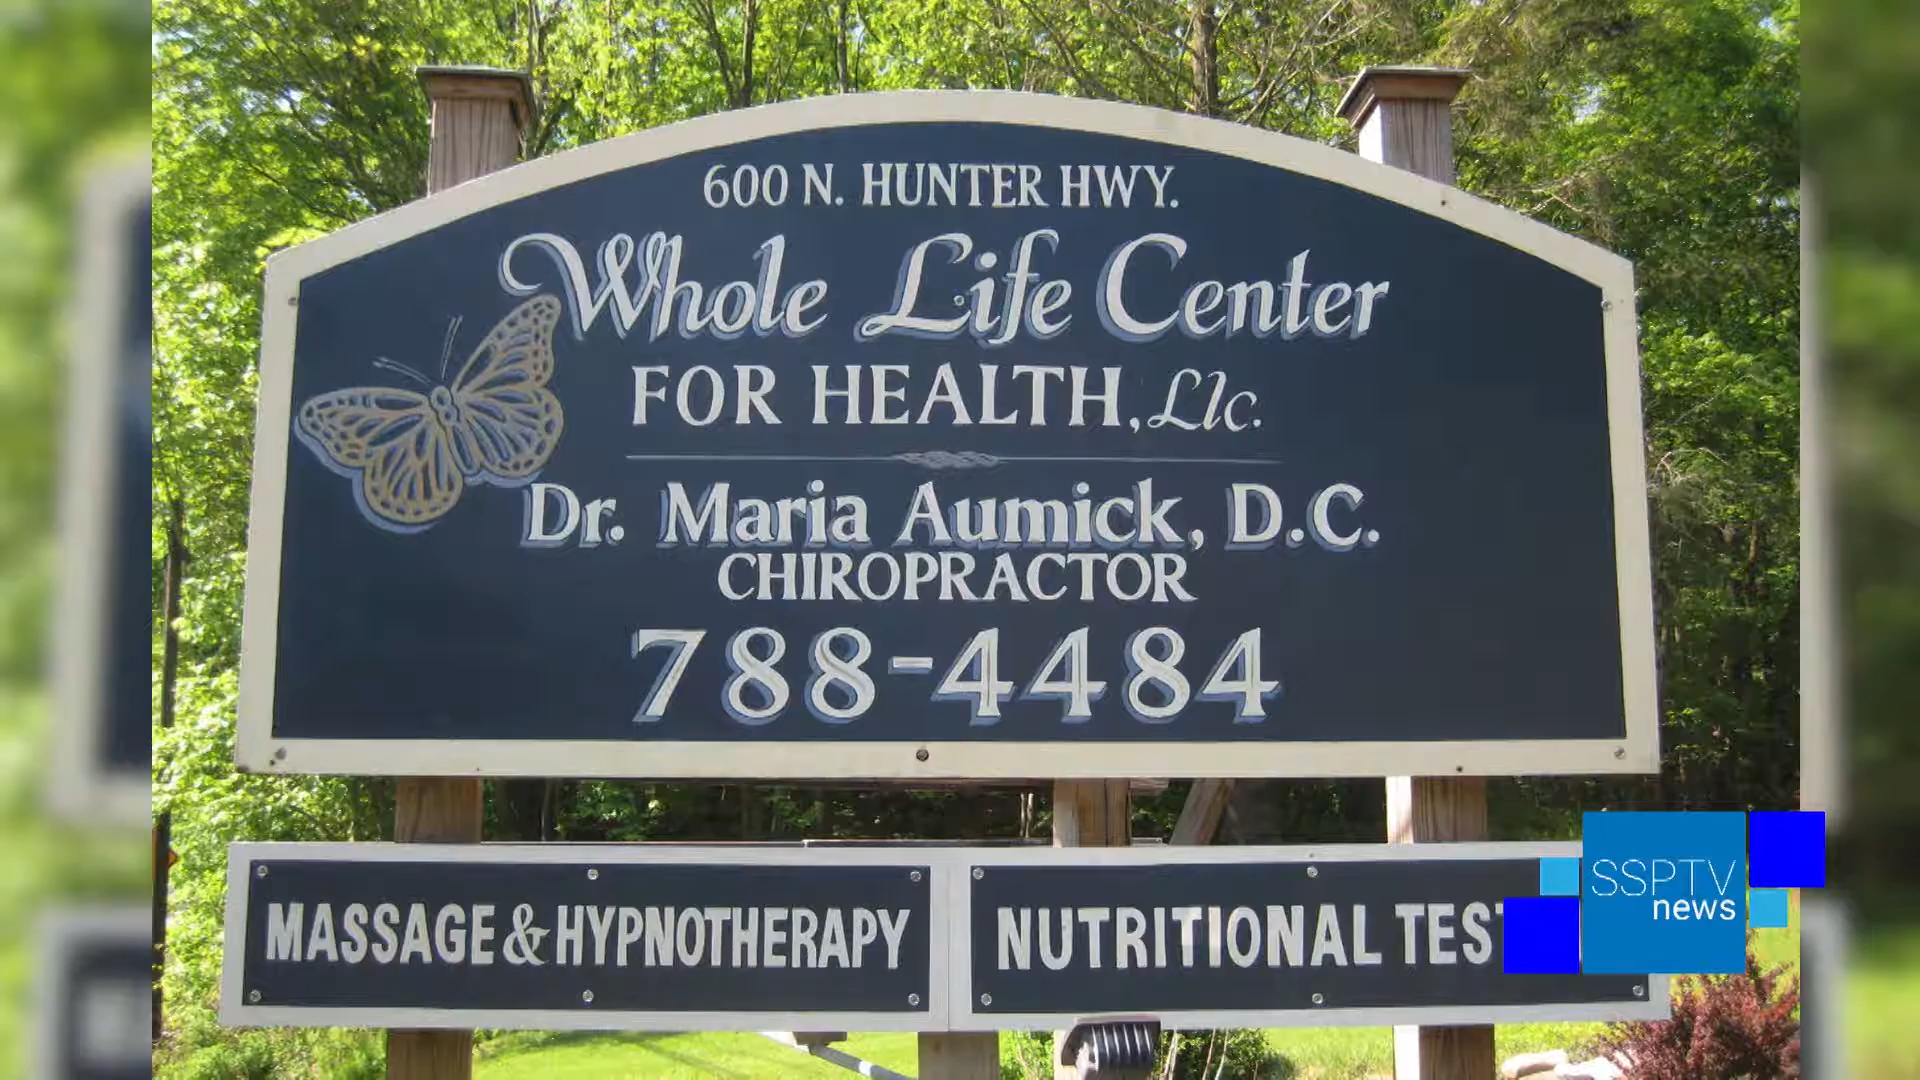 600 N. HUNTER HWY.
Whole Life Center
FOR HEALTH, Llc.
Dr. Maria Aumick, D.C.
CHIROPRACTOR
788-4484
MASSAGE & HYPNOTHERAPY
NUTRITIONAL TES
SSPTV
news